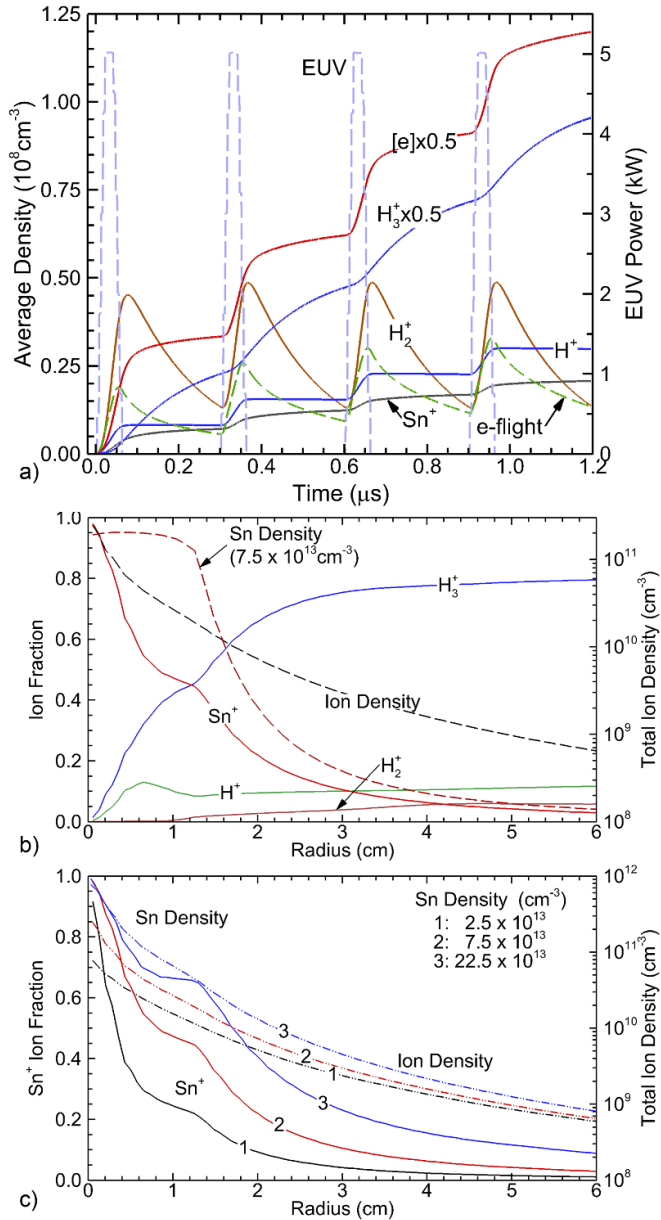 1.25
1.00
0.75
0.50
0.25
0.00
Average Density (10⁸cm⁻³)
EUV
[e]x0.5
H₃⁺x0.5
H₂⁺
H⁺
Sn⁺
e-flight
5
4
3
2
1
0
EUV Power (kW)
0.0 0.2 0.4 0.6 0.8 1.0 1.2
a)
Time (μs)
1.0
0.8
0.6
0.4
0.2
0.0
Ion Fraction
Sn Density
(7.5 x 10¹³cm⁻³)
H₃⁺
Sn⁺
Ion Density
H⁺
H₂⁺
10¹¹
10¹⁰
10⁹
10⁸
Total Ion Density (cm⁻³)
0 1 2 3 4 5 6
b)
Radius (cm)
1.0
0.8
0.6
0.4
0.2
0.0
Sn⁺ Ion Fraction
Sn Density
Sn Density (cm⁻³)
1: 2.5 x 10¹³
2: 7.5 x 10¹³
3: 22.5 x 10¹³
3
Ion Density
2
1
Sn⁺
3
2
1
10¹²
10¹¹
10¹⁰
10⁹
10⁸
Total Ion Density (cm⁻³)
0 1 2 3 4 5 6
c)
Radius (cm)